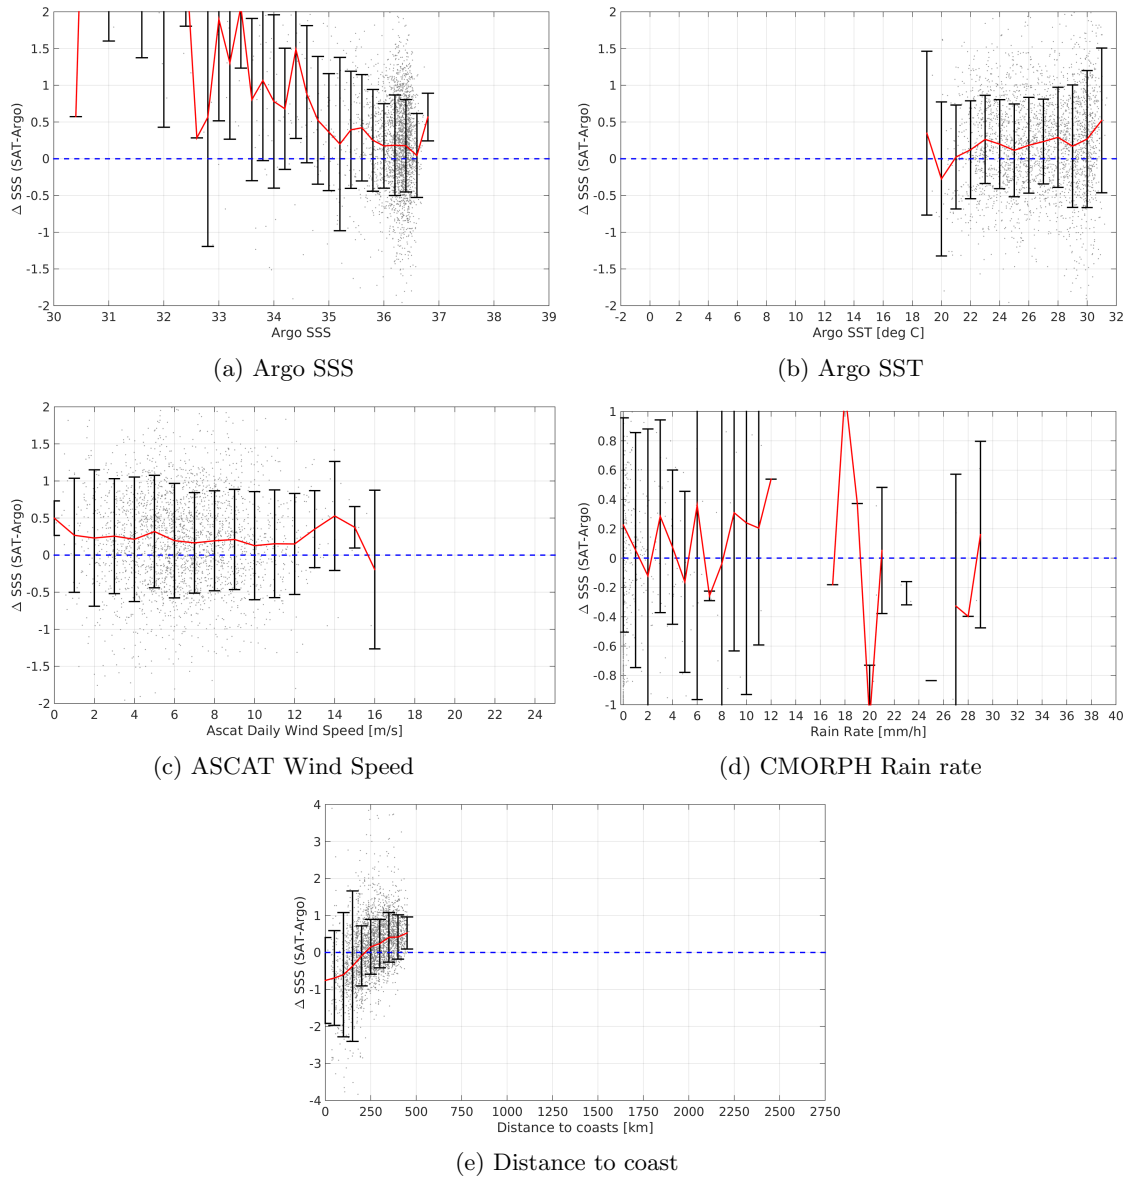 2
1.5
1
0.5
0
-0.5
-1
-1.5
-2
Δ SSS (SAT-Argo)
30 31 32 33 34 35 36 37 38 39
Argo SSS
(a) Argo SSS
2
1.5
1
0.5
0
-0.5
-1
-1.5
-2
Δ SSS (SAT-Argo)
-2 0 2 4 6 8 10 12 14 16 18 20 22 24 26 28 30 32
Argo SST [deg C]
(b) Argo SST
2
1.5
1
0.5
0
-0.5
-1
-1.5
-2
Δ SSS (SAT-Argo)
0 2 4 6 8 10 12 14 16 18 20 22 24
Ascat Daily Wind Speed [m/s]
(c) ASCAT Wind Speed
1
0.8
0.6
0.4
0.2
0
-0.2
-0.4
-0.6
-0.8
-1
Δ SSS (SAT-Argo)
0 2 4 6 8 10 12 14 16 18 20 22 24 26 28 30 32 34 36 38 40
Rain Rate [mm/h]
(d) CMORPH Rain rate
4
3
2
1
0
-1
-2
-3
-4
Δ SSS (SAT-Argo)
0 250 500 750 1000 1250 1500 1750 2000 2250 2500 2750
Distance to coasts [km]
(e) Distance to coast